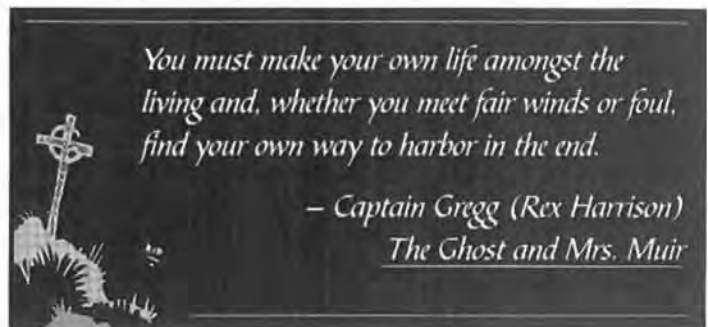 You must make your own life amongst the
living and, whether you meet fair winds or foul,
find your own way to harbor in the end.
– Captain Gregg (Rex Harrison)
The Ghost and Mrs. Muir